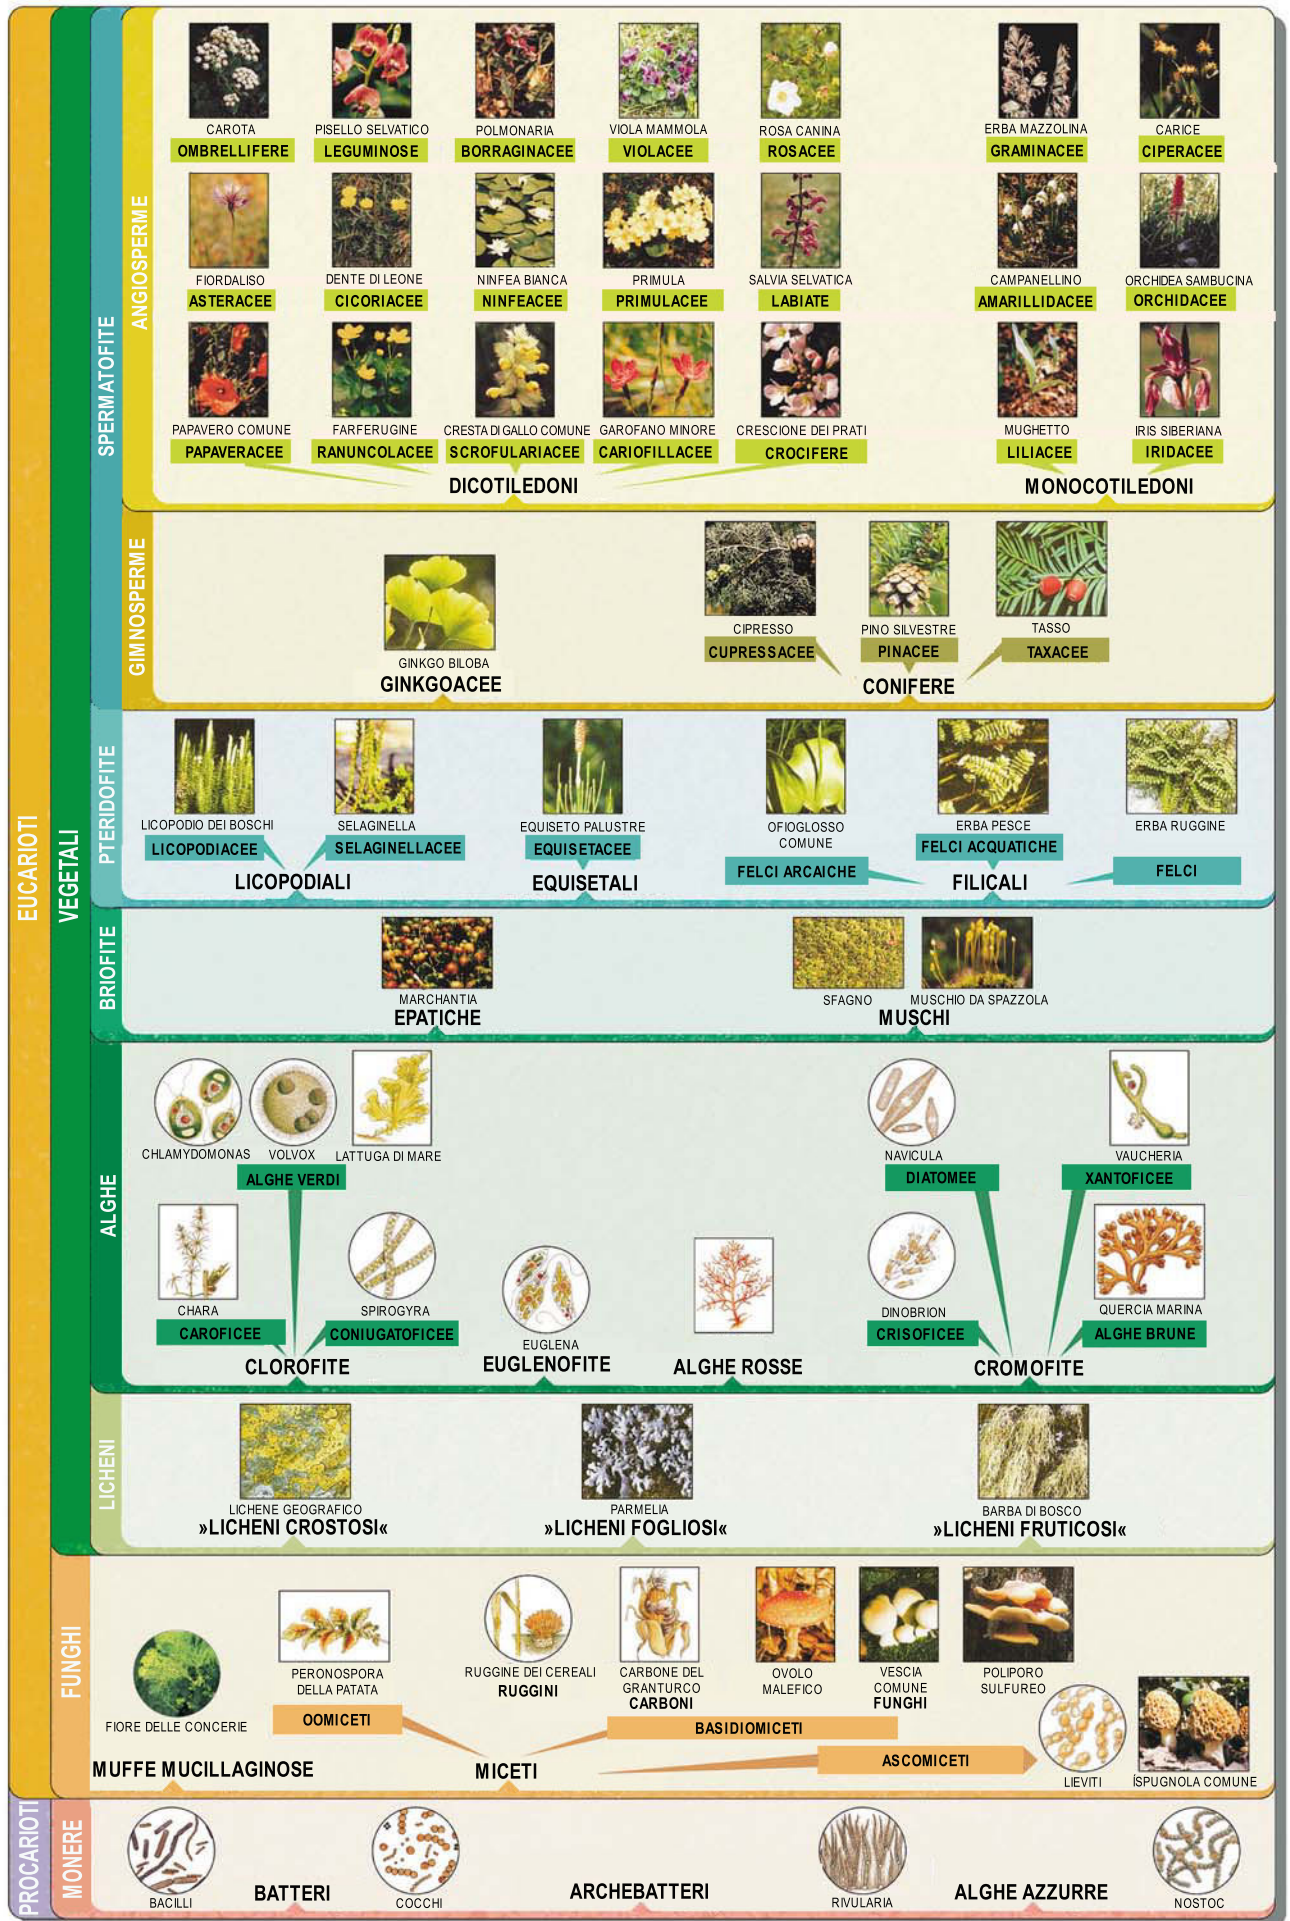 EUCARIOTI
PROCARIOTI
VEGETALI
FUNGHI
MONERE
SPERMATOFITE
ANGIOSPERME
CAROTA
OMBRELLIFERE
PISELLO SELVATICO
LEGUMINOSE
POLMONARIA
BORRAGINACEE
VIOLA MAMMOLA
VIOLACEE
ROSA CANINA
ROSACEE
ERBA MAZZOLINA
GRAMINACEE
CARICE
CIPERACEE
FIORDALISO
ASTERACEE
DENTE DI LEONE
CICORIACEE
NINFEA BIANCA
NINFEACEE
PRIMULA
PRIMULACEE
SALVIA SELVATICA
LABIATE
CAMPANELLINO
AMARILLIDACEE
ORCHIDEA SAMBUCINA
ORCHIDACEE
PAPAVERO COMUNE
PAPAVERACEE
FARFERUGINE
RANUNCOLACEE
CRESTA DI GALLO COMUNE
SCROFULARIACEE
GAROFANO MINORE
CARIOFILLACEE
CRESCIONE DEI PRATI
CROCIFERE
MUGHETTO
LILIACEE
IRIS SIBERIANA
IRIDACEE
DICOTILEDONI
MONOCOTILEDONI
GIMNOSPERME
GINKGO BILOBA
GINKGOACEE
CIPRESSO
CUPRESSACEE
PINO SILVESTRE
PINACEE
TASSO
TAXACEE
CONIFERE
PTERIDOFITE
LICOPODIO DEI BOSCHI
LICOPODIACEE
SELAGINELLA
SELAGINELLACEE
LICOPODIALI
EQUISETO PALUSTRE
EQUISETACEE
EQUISETALI
OFIOGLOSSO
COMUNE
FELCI ARCAICHE
ERBA PESCE
FELCI ACQUATICHE
ERBA RUGGINE
FELCI
FILICALI
BRIOFITE
MARCHANTIA
EPATICHE
SFAGNO
MUSCHIO DA SPAZZOLA
MUSCHI
ALGHE
CHLAMYDOMONAS
VOLVOX
LATTUGA DI MARE
ALGHE VERDI
CHARA
CAROFICEE
SPIROGYRA
CONIUGATOFICEE
CLOROFITE
EUGLENA
EUGLENOFITE
ALGHE ROSSE
NAVICULA
DIATOMEE
VAUCHERIA
XANTOFICEE
DINOBRION
CRISOFICEE
QUERCIA MARINA
ALGHE BRUNE
CROMOFITE
LICHENI
LICHENE GEOGRAFICO
»LICHENI CROSTOSI«
PARMELIA
»LICHENI FOGLIOSI«
BARBA DI BOSCO
»LICHENI FRUTICOSI«
FIORE DELLE CONCERIE
MUFFE MUCILLAGINOSE
PERONOSPORA
DELLA PATATA
OOMICETI
RUGGINE DEI CEREALI
RUGGINI
CARBONE DEL
GRANTURCO
CARBONI
OVOLO
MALEFICO
VESCIA
COMUNE
FUNGHI
POLIPORO
SULFUREO
BASIDIOMICETI
ASCOMICETI
MICETI
LIEVITI
ÍSPUGNOLA COMUNE
BACILLI
BATTERI
COCCHI
ARCHEBATTERI
RIVULARIA
ALGHE AZZURRE
NOSTOC